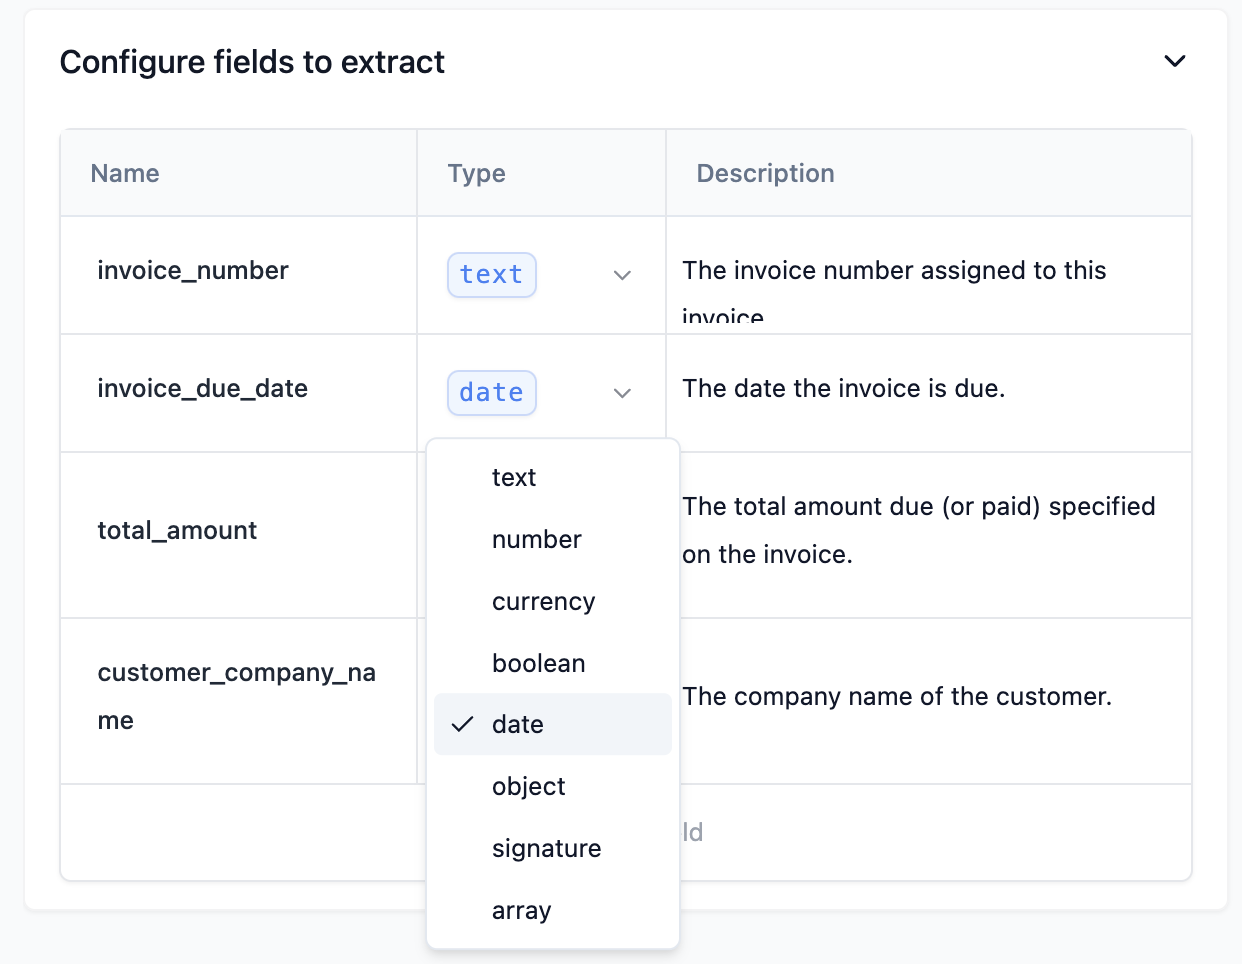 Configure fields to extract
Name
Type
Description
invoice_number
text
The invoice number assigned to this
invoice
invoice_due_date
date
The date the invoice is due.
total_amount
The total amount due (or paid) specified
on the invoice.
customer_company_na
me
The company name of the customer.
text
number
currency
boolean
date
object
signature
array
ld